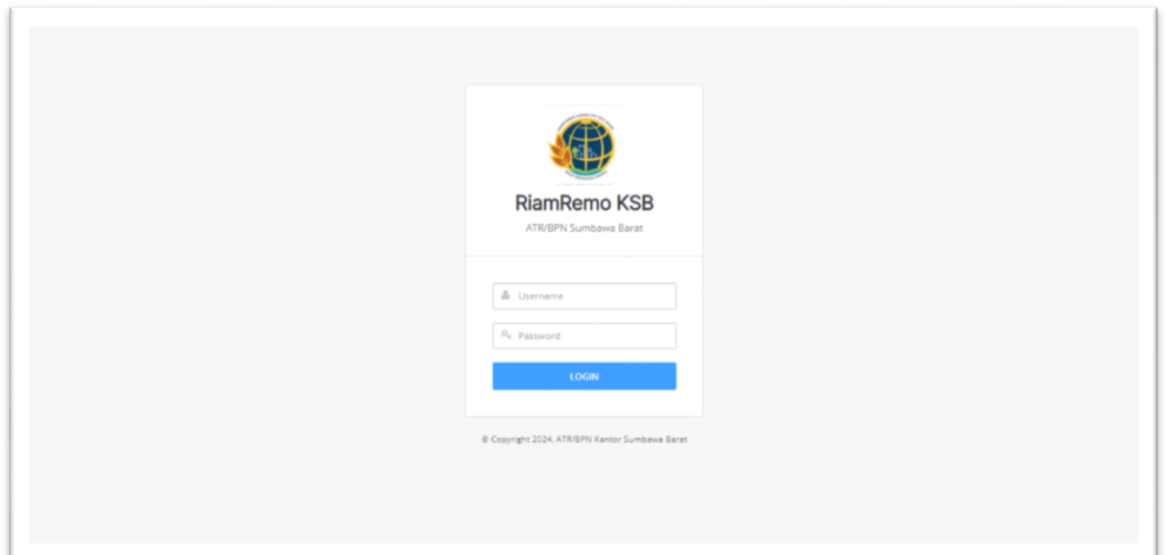 RiamRemo KSB
ATR/BPN Sumbawa Barat
Username
Password
LOGIN
© Copyright 2024. ATR/BPN Kantor Sumbawa Barat